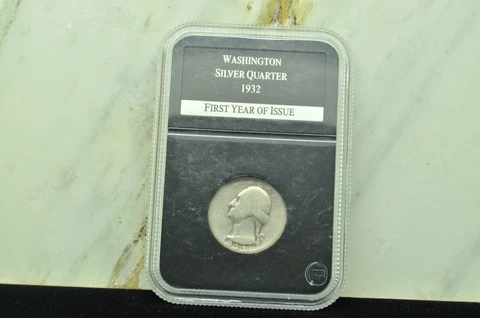 WASHINGTON
SILVER QUARTER
1932
FIRST YEAR OF ISSUE